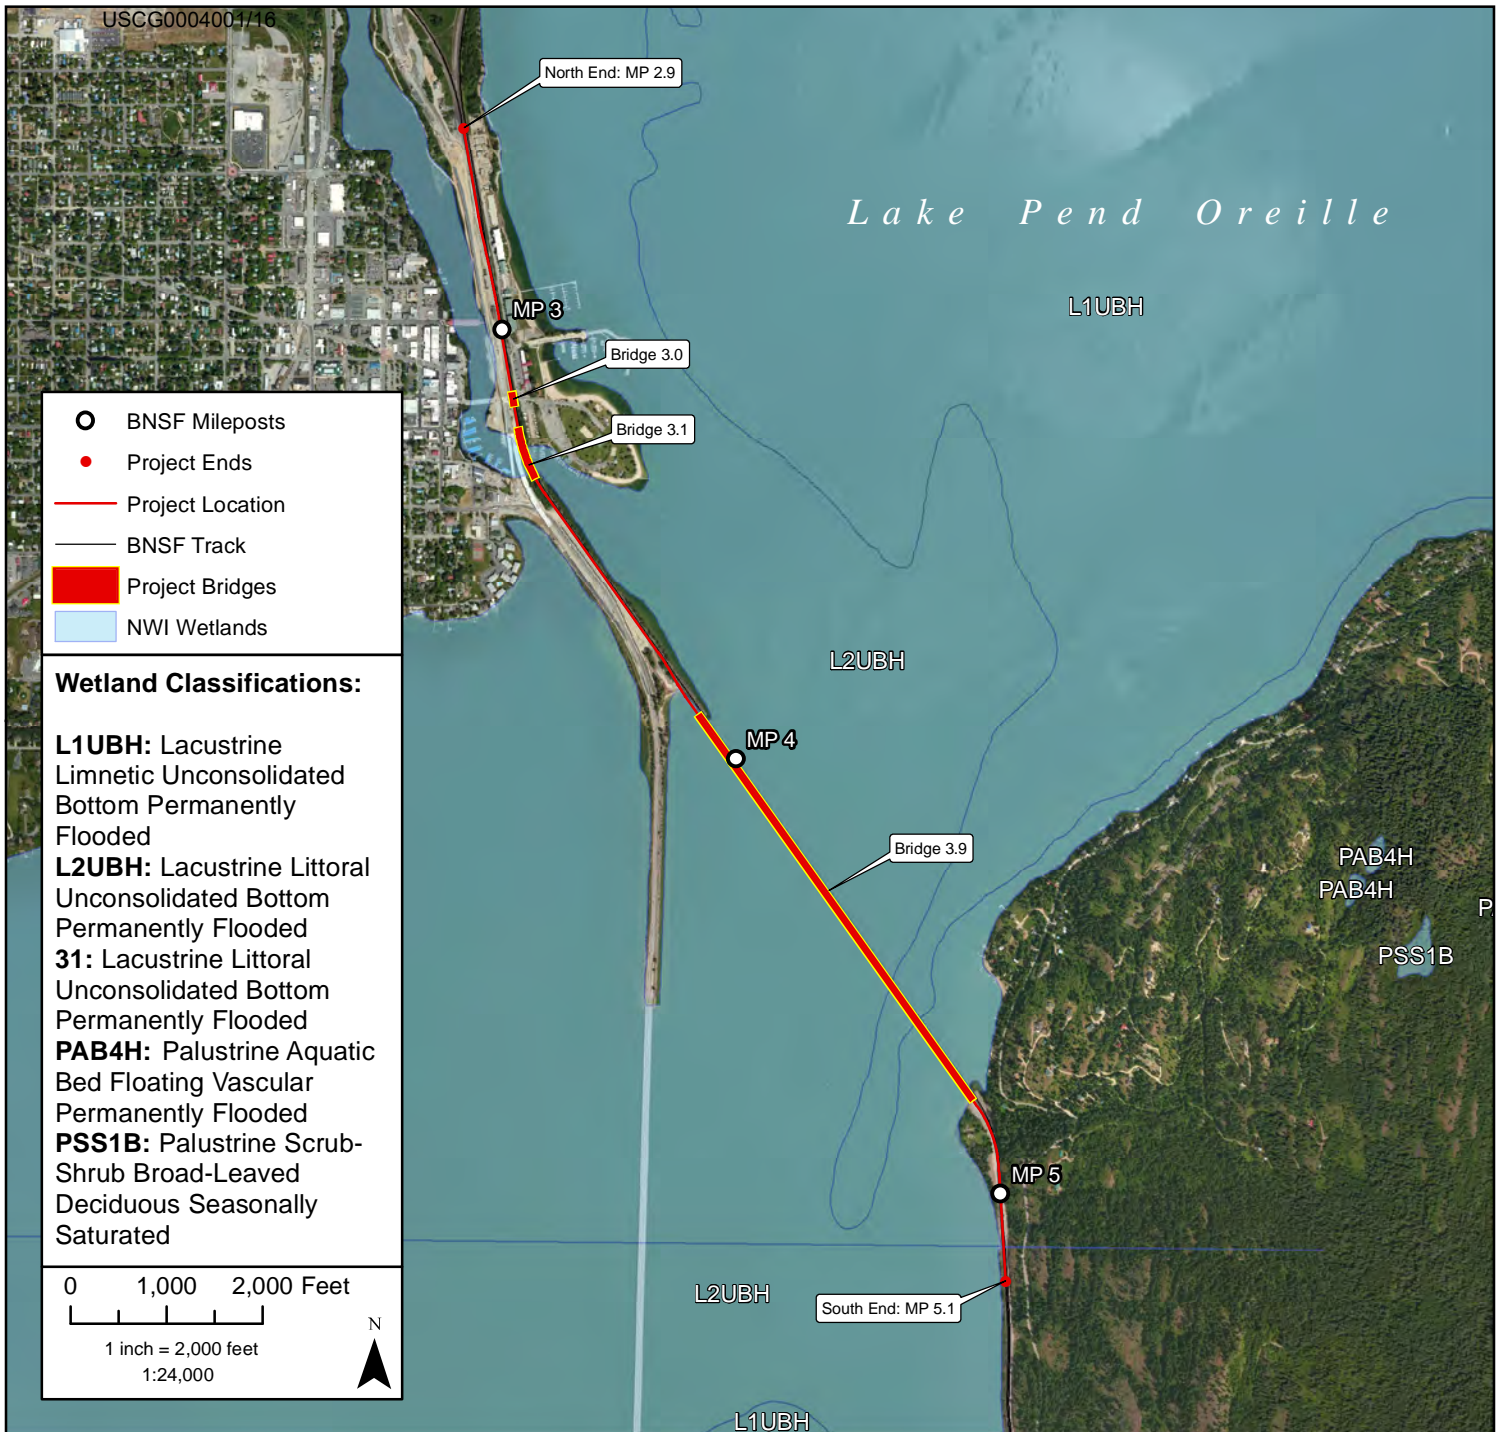 USCG0004001/16
North End: MP 2.9
Lake Pend Oreille
L1UBH
MP 3
Bridge 3.0
Bridge 3.1
BNSF Mileposts
Project Ends
Project Location
BNSF Track
Project Bridges
NWI Wetlands
Wetland Classifications:
L1UBH: Lacustrine
Limnetic Unconsolidated
Bottom Permanently
Flooded
L2UBH: Lacustrine Littoral
Unconsolidated Bottom
Permanently Flooded
31: Lacustrine Littoral
Unconsolidated Bottom
Permanently Flooded
PAB4H: Palustrine Aquatic
Bed Floating Vascular
Permanently Flooded
PSS1B: Palustrine Scrub-
Shrub Broad-Leaved
Deciduous Seasonally
Saturated
0 1,000 2,000 Feet
1 inch = 2,000 feet
1:24,000
N
L2UBH
MP 4
Bridge 3.9
PAB4H
PAB4H
P
PSS1B
MP 5
L2UBH
South End: MP 5.1
L1UBH